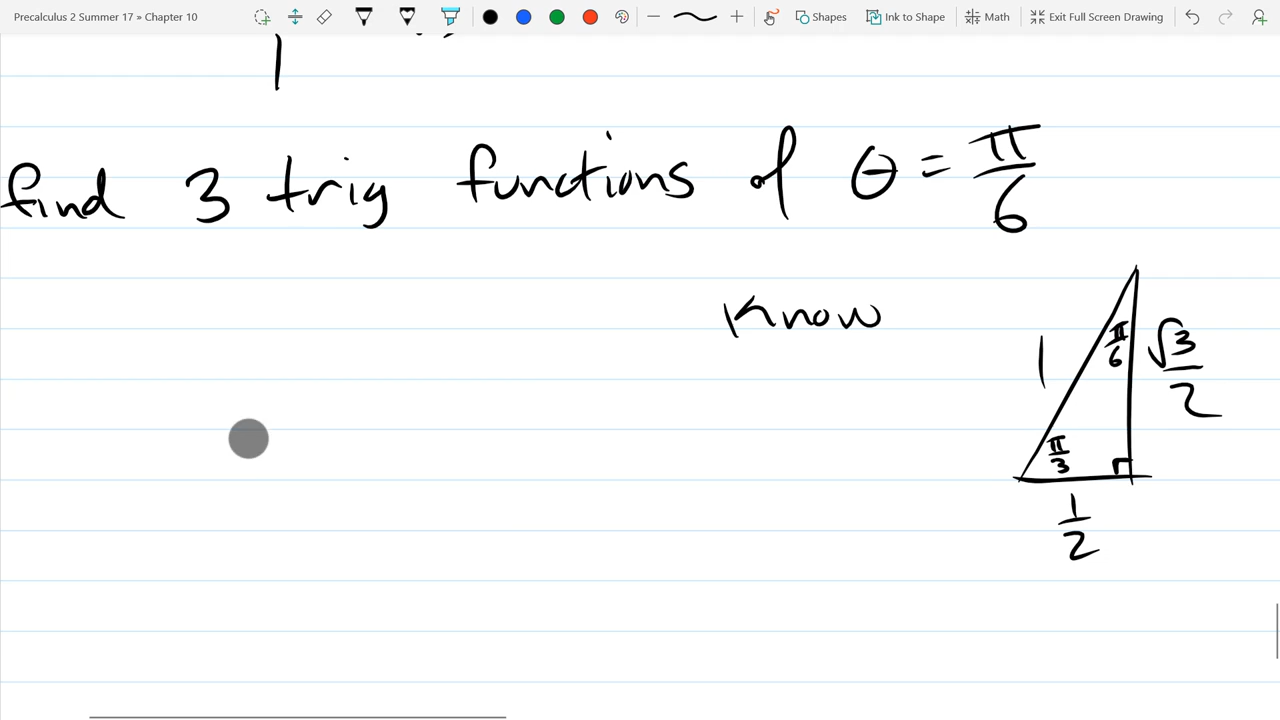 Precalculus 2 Summer 17 » Chapter 10 Shapes Ink to Shape Math Exit Full Screen Drawing
find 3 trig functions of θ = π/6
Know
1 π/6 √3/2
π/3
1/2